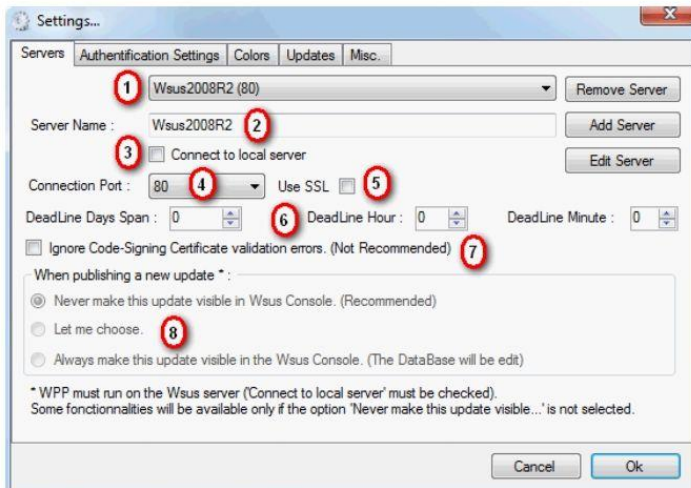 Settings...
Servers Authentification Settings Colors Updates Misc.
1 Wsus2008R2 (80) Remove Server
Server Name : Wsus2008R2 2 Add Server
3 Connect to local server Edit Server
Connection Port : 80 4 Use SSL 5
DeadLine Days Span : 0 6 DeadLine Hour : 0 DeadLine Minute : 0
Ignore Code-Signing Certificate validation errors. (Not Recommended) 7
When publishing a new update * :
Never make this update visible in Wsus Console. (Recommended)
Let me choose. 8
Always make this update visible in the Wsus Console. (The DataBase will be edit)
* WPP must run on the Wsus server ('Connect to local server' must be checked).
Some fonctionnalities will be available only if the option 'Never make this update visible...' is not selected.
Cancel Ok